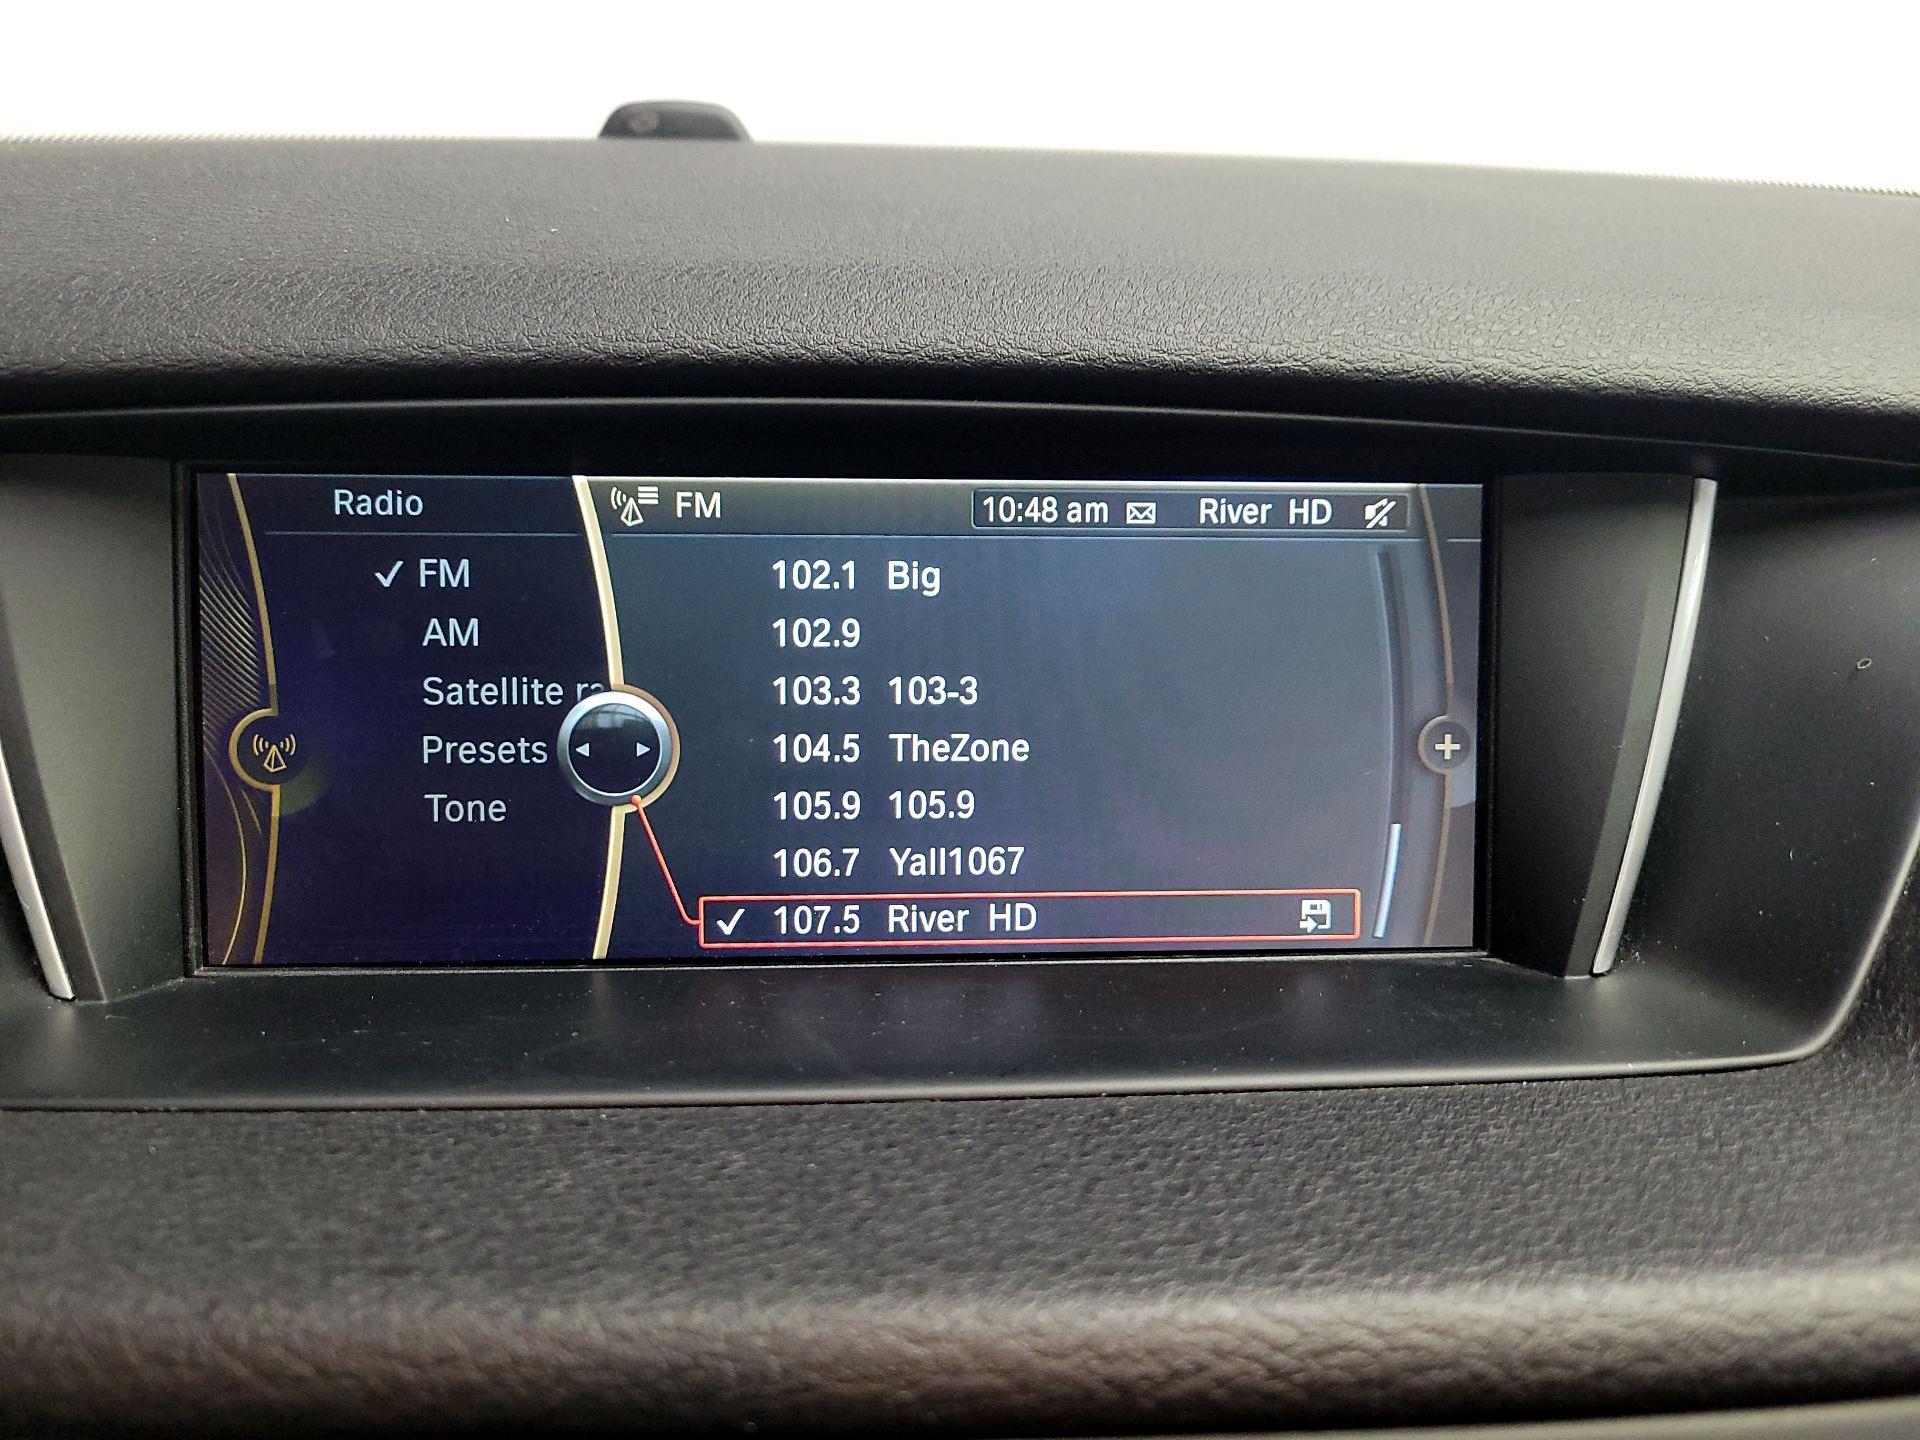 Radio
FM
10:48 am River HD
FM
AM
Satellite ra
Presets
Tone
102.1 Big
102.9
103.3 103-3
104.5 TheZone
105.9 105.9
106.7 Yall1067
107.5 River HD